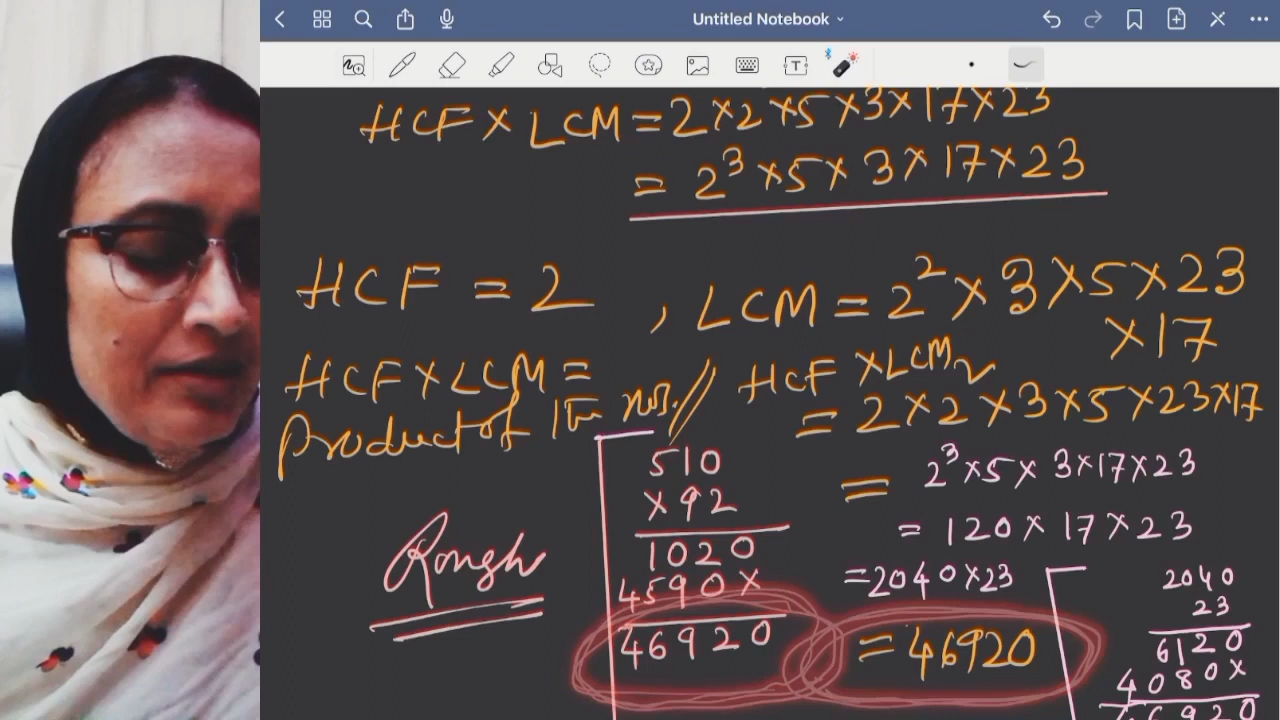 Untitled Notebook
HCF × LCM = 2×2×5×3×17×23
= 2³ ×5× 3 × 17 × 23
HCF = 2 , LCM = 2² × 3 × 5 × 23
× 17
HCF × LCM =
Product of nos. //
HCF × LCM
= 2 × 2 × 3 × 5 × 23 × 17
= 2³ ×5× 3×17×23
= 120 × 17 × 23
= 2040 × 23
= 46920
Rough
510
× 92
1020
4590×
46920
2040
23
6120
4080×
46920